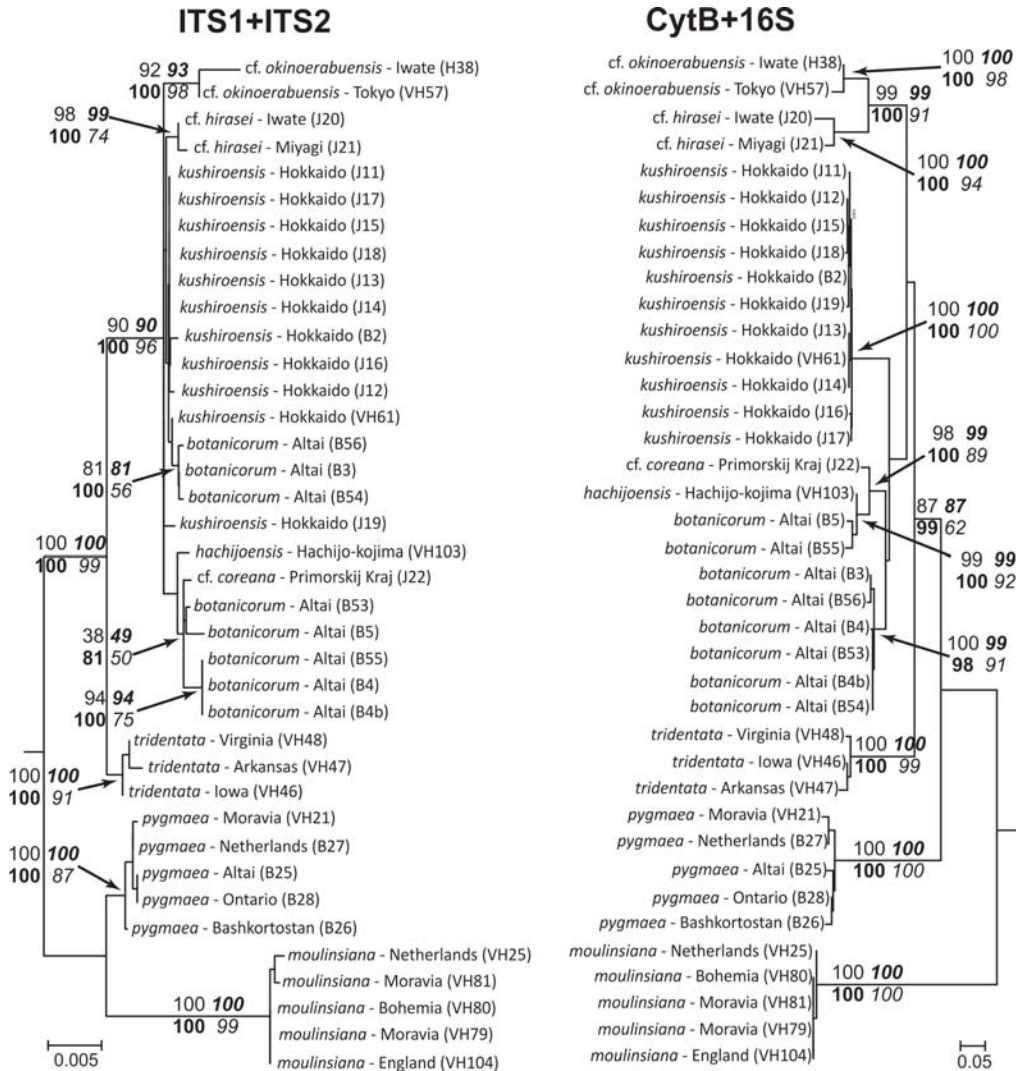 ITS1+ITS2
92 93
100 98
cf. okinoerabuensis - Iwate (H38)
cf. okinoerabuensis - Tokyo (VH57)
98 99
100 74
cf. hirasei - Iwate (J20)
cf. hirasei - Miyagi (J21)
kushiroensis - Hokkaido (J11)
kushiroensis - Hokkaido (J17)
kushiroensis - Hokkaido (J15)
kushiroensis - Hokkaido (J18)
kushiroensis - Hokkaido (J13)
kushiroensis - Hokkaido (J14)
90 90
100 96
kushiroensis - Hokkaido (B2)
kushiroensis - Hokkaido (J16)
kushiroensis - Hokkaido (J12)
kushiroensis - Hokkaido (VH61)
botanicorum - Altai (B56)
81 81
100 56
botanicorum - Altai (B3)
botanicorum - Altai (B54)
kushiroensis - Hokkaido (J19)
100 100
100 99
hachijoensis - Hachijo-kojima (VH103)
cf. coreana - Primorskij Kraj (J22)
botanicorum - Altai (B53)
38 49
81 50
botanicorum - Altai (B5)
botanicorum - Altai (B55)
94 94
100 75
botanicorum - Altai (B4)
botanicorum - Altai (B4b)
tridentata - Virginia (VH48)
tridentata - Arkansas (VH47)
100 100
100 91
tridentata - Iowa (VH46)
pygmaea - Moravia (VH21)
pygmaea - Netherlands (B27)
100 100
100 87
pygmaea - Altai (B25)
pygmaea - Ontario (B28)
pygmaea - Bashkortostan (B26)
moulinsiana - Netherlands (VH25)
moulinsiana - Moravia (VH81)
100 100
100 99
moulinsiana - Bohemia (VH80)
moulinsiana - Moravia (VH79)
moulinsiana - England (VH104)
0.005
CytB+16S
cf. okinoerabuensis - Iwate (H38)
100 100
100 98
cf. okinoerabuensis - Tokyo (VH57)
99 99
100 91
cf. hirasei - Iwate (J20)
cf. hirasei - Miyagi (J21)
100 100
100 94
kushiroensis - Hokkaido (J11)
kushiroensis - Hokkaido (J12)
kushiroensis - Hokkaido (J15)
kushiroensis - Hokkaido (J18)
kushiroensis - Hokkaido (B2)
kushiroensis - Hokkaido (J19)
100 100
100 100
kushiroensis - Hokkaido (J13)
kushiroensis - Hokkaido (VH61)
kushiroensis - Hokkaido (J14)
kushiroensis - Hokkaido (J16)
kushiroensis - Hokkaido (J17)
98 99
100 89
cf. coreana - Primorskij Kraj (J22)
hachijoensis - Hachijo-kojima (VH103)
87 87
99 62
botanicorum - Altai (B5)
botanicorum - Altai (B55)
99 99
100 92
botanicorum - Altai (B3)
botanicorum - Altai (B56)
botanicorum - Altai (B4)
botanicorum - Altai (B53)
100 99
98 91
botanicorum - Altai (B4b)
botanicorum - Altai (B54)
tridentata - Virginia (VH48)
100 100
100 99
tridentata - Iowa (VH46)
tridentata - Arkansas (VH47)
pygmaea - Moravia (VH21)
pygmaea - Netherlands (B27)
100 100
100 100
pygmaea - Altai (B25)
pygmaea - Ontario (B28)
pygmaea - Bashkortostan (B26)
moulinsiana - Netherlands (VH25)
moulinsiana - Bohemia (VH80)
100 100
100 100
moulinsiana - Moravia (VH81)
moulinsiana - Moravia (VH79)
moulinsiana - England (VH104)
0.05